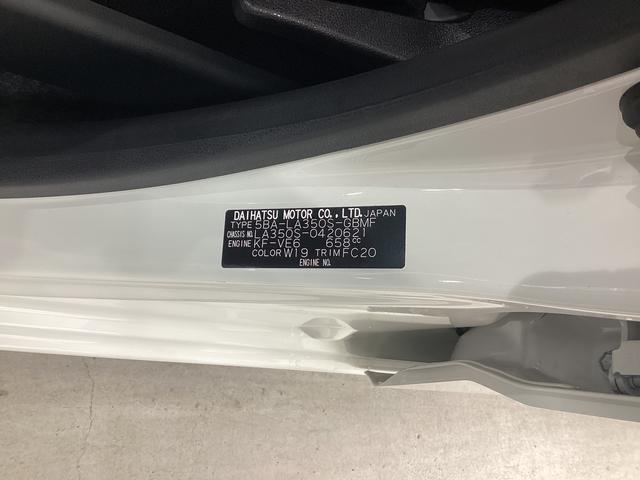 DAIHATSU MOTOR CO., LTD. JAPAN
TYPE 5BA-LA350S-GBMF
CHASSIS NO. LA350S-0420621
ENGINE KF-VE6 658cc
COLOR W19 TRIM FC20
ENGINE NO.